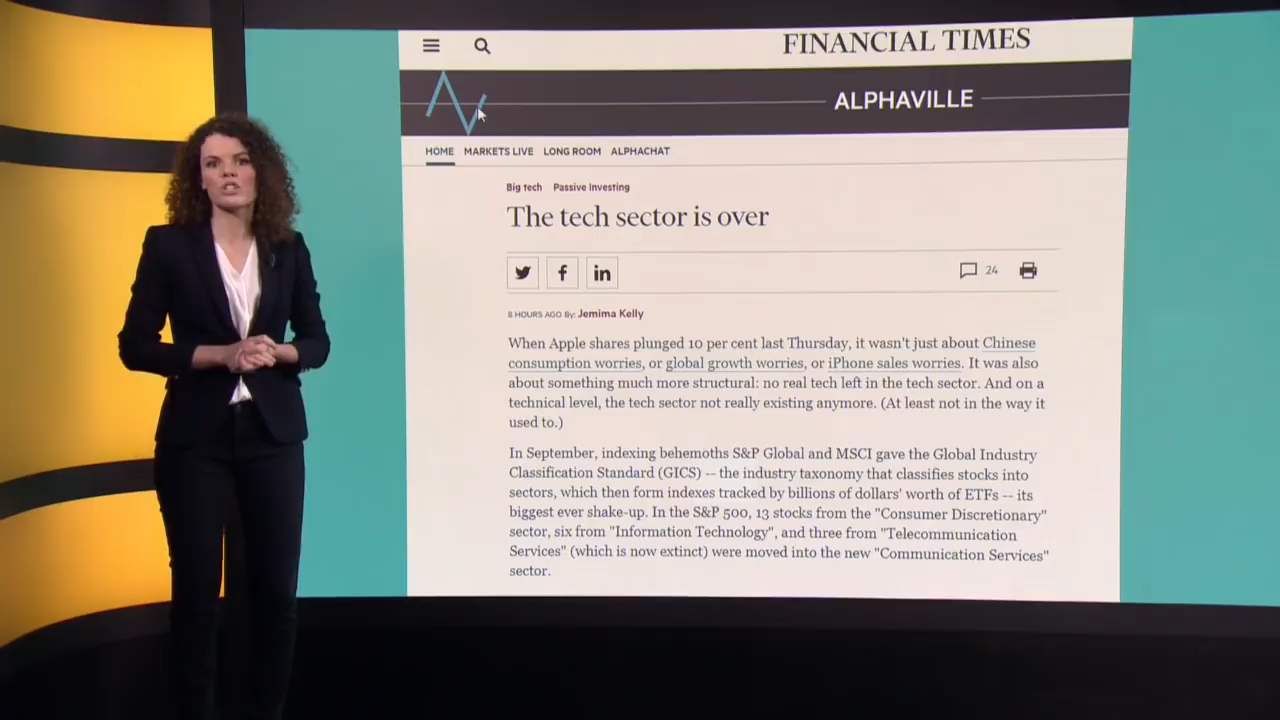 FINANCIAL TIMES
ALPHAVILLE
HOME MARKETS LIVE LONG ROOM ALPHACHAT
Big tech Passive Investing
The tech sector is over
24
8 HOURS AGO By: Jemima Kelly
When Apple shares plunged 10 per cent last Thursday, it wasn't just about Chinese
consumption worries, or global growth worries, or iPhone sales worries. It was also
about something much more structural: no real tech left in the tech sector. And on a
technical level, the tech sector not really existing anymore. (At least not in the way it
used to.)
In September, indexing behemoths S&P Global and MSCI gave the Global Industry
Classification Standard (GICS) -- the industry taxonomy that classifies stocks into
sectors, which then form indexes tracked by billions of dollars' worth of ETFs -- its
biggest ever shake-up. In the S&P 500, 13 stocks from the "Consumer Discretionary"
sector, six from "Information Technology", and three from "Telecommunication
Services" (which is now extinct) were moved into the new "Communication Services"
sector.